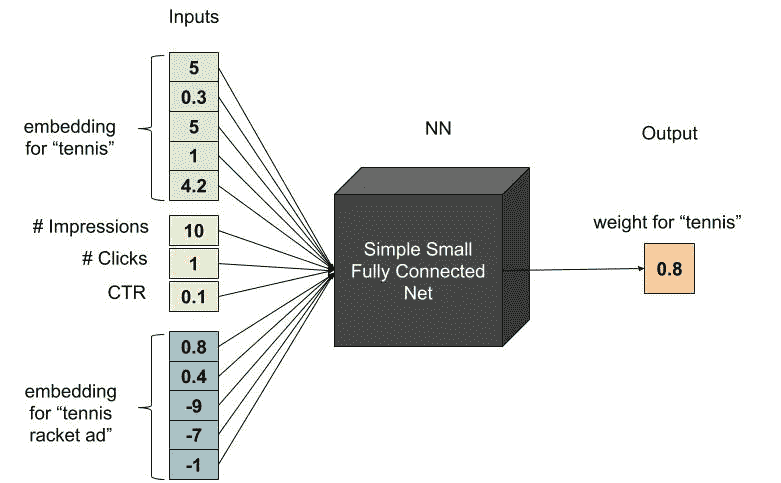 Inputs
5
0.3
5
1
4.2
embedding
for “tennis”
# Impressions
10
# Clicks
1
CTR
0.1
0.8
0.4
-9
-7
-1
embedding
for “tennis
racket ad”
NN
Simple Small
Fully Connected
Net
Output
weight for “tennis”
0.8